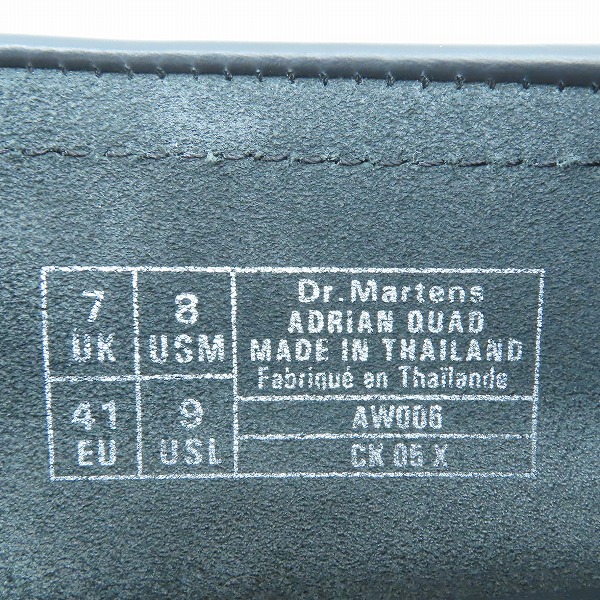 7
UK
8
USM
41
EU
9
USL
Dr.Martens
ADRIAN QUAD
MADE IN THAILAND
Fabriqué en Thaïlande
AW006
CK 05 X